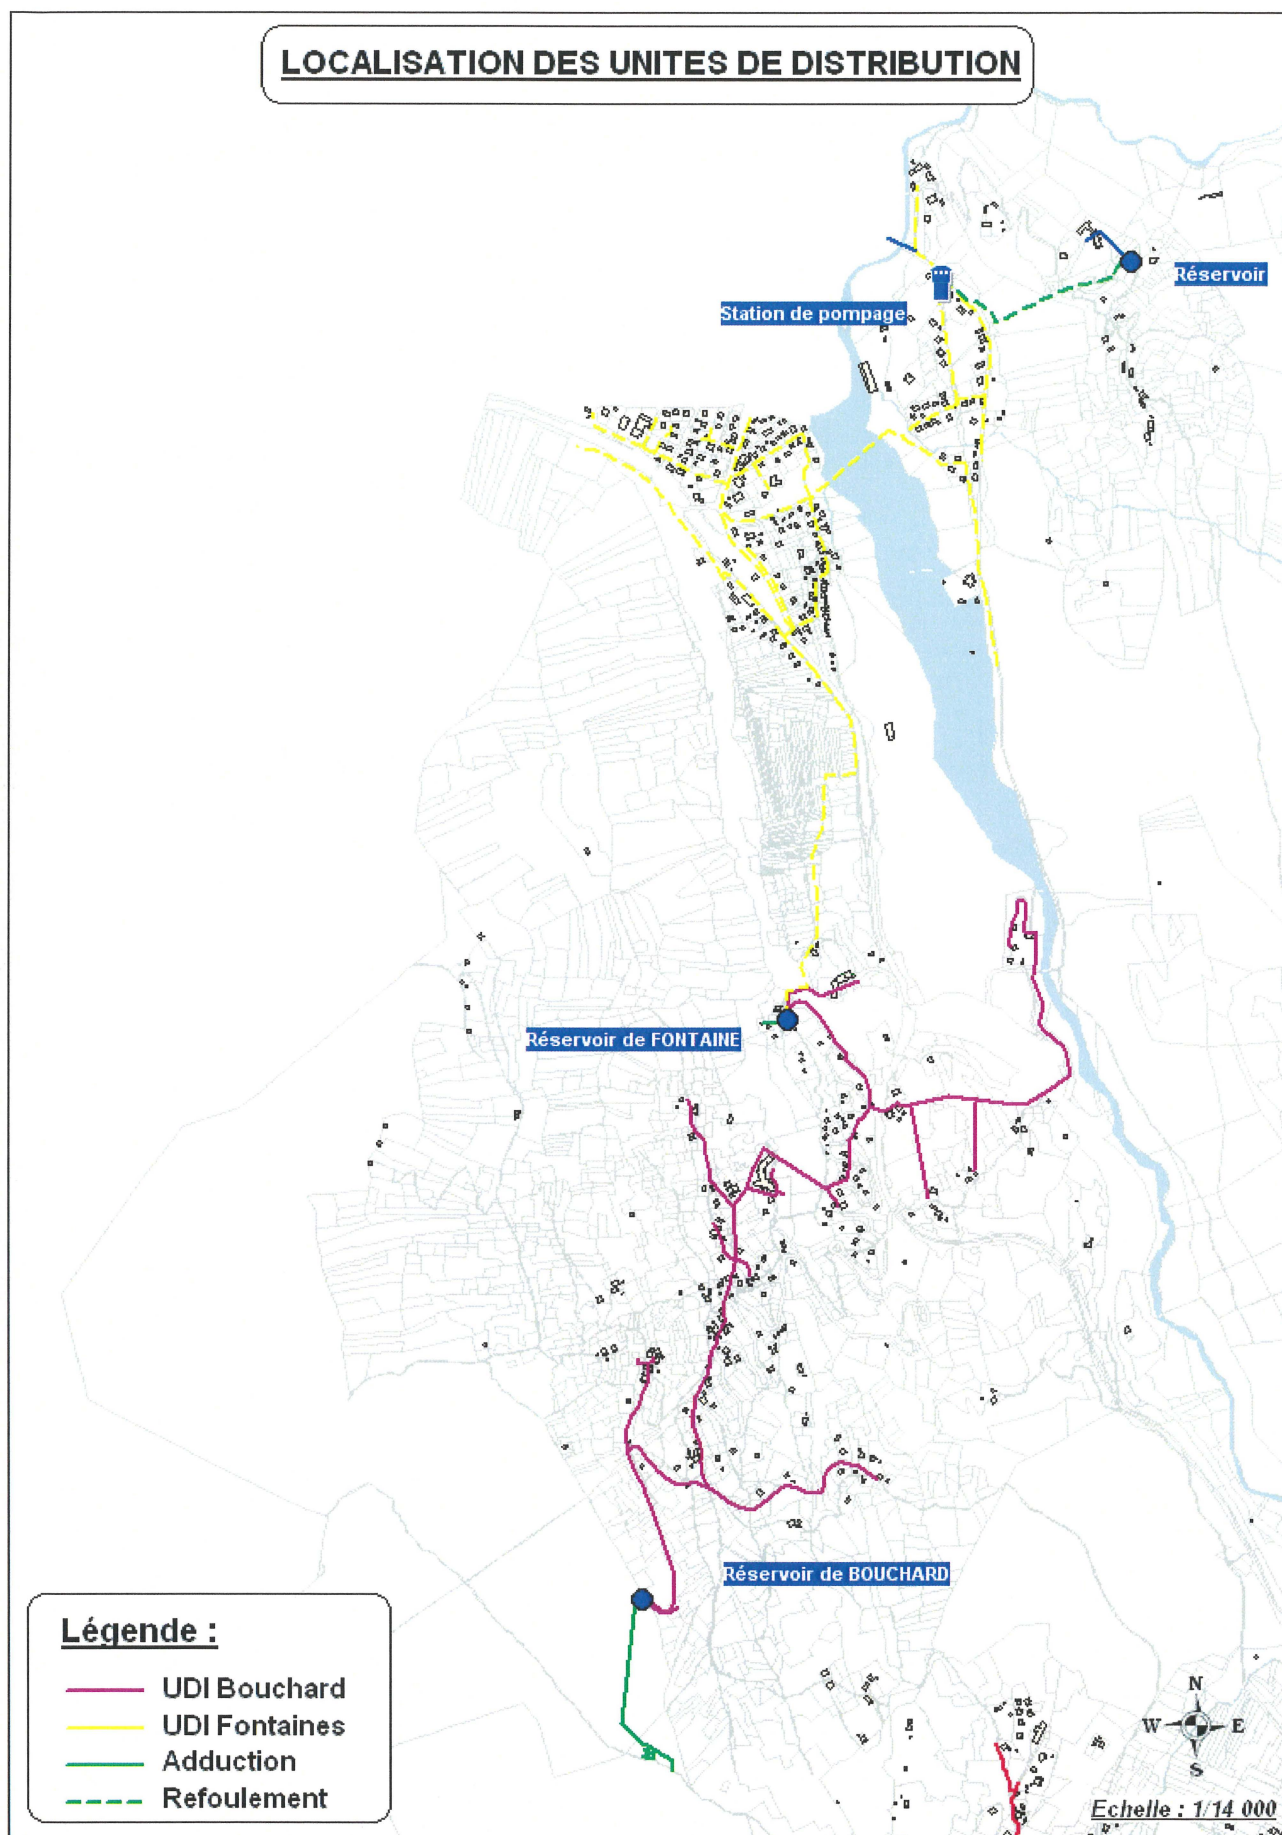 LOCALISATION DES UNITES DE DISTRIBUTION
Réservoir
Station de pompage
Réservoir de FONTAINE
Réservoir de BOUCHARD
Légende :
UDI Bouchard
UDI Fontaines
Adduction
Refoulement
N
W E
S
Echelle : 1/14 000